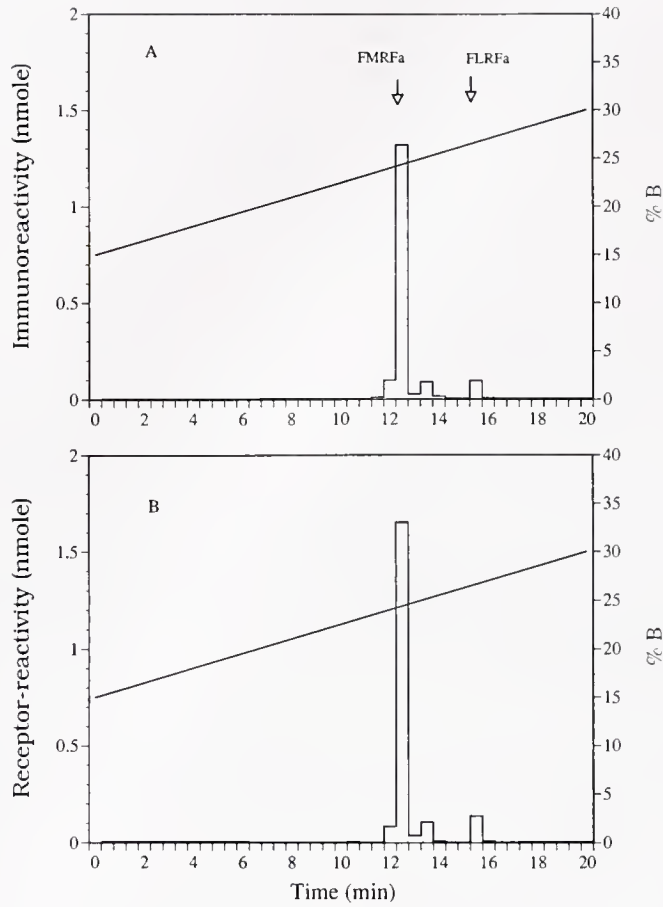 A
FMRFa
FLRFa
Immunoreactivity (nmole)
2
1.5
1
0.5
0
40
35
30
25
20
15
10
5
0
% B
0 2 4 6 8 10 12 14 16 18 20
B
Receptor-reactivity (nmole)
2
1.5
1
0.5
0
40
35
30
25
20
15
10
5
0
% B
0 2 4 6 8 10 12 14 16 18 20
Time (min)